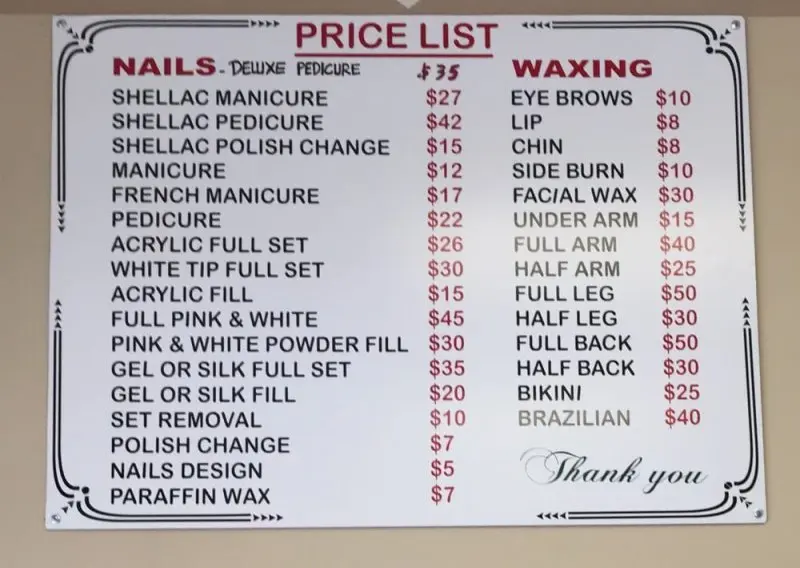 PRICE LIST
NAILS - DELUXE PEDICURE $35
SHELLAC MANICURE $27
SHELLAC PEDICURE $42
SHELLAC POLISH CHANGE $15
MANICURE $12
FRENCH MANICURE $17
PEDICURE $22
ACRYLIC FULL SET $26
WHITE TIP FULL SET $30
ACRYLIC FILL $15
FULL PINK & WHITE $45
PINK & WHITE POWDER FILL $30
GEL OR SILK FULL SET $35
GEL OR SILK FILL $20
SET REMOVAL $10
POLISH CHANGE $7
NAILS DESIGN $5
PARAFFIN WAX $7
WAXING
EYE BROWS $10
LIP $8
CHIN $8
SIDE BURN $10
FACIAL WAX $30
UNDER ARM $15
FULL ARM $40
HALF ARM $25
FULL LEG $50
HALF LEG $30
FULL BACK $50
HALF BACK $30
BIKINI $25
BRAZILIAN $40
Thank you